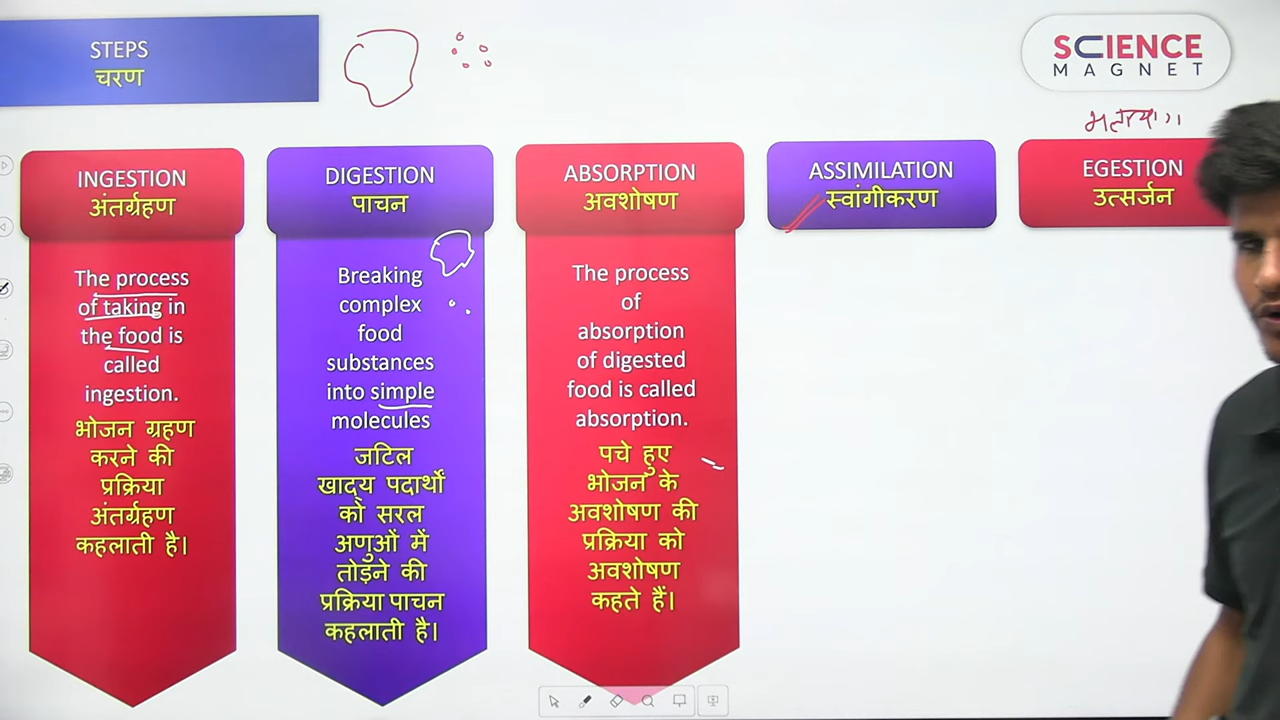 STEPS
चरण
SCIENCE
MAGNET
INGESTION
अंतर्ग्रहण
DIGESTION
पाचन
ABSORPTION
अवशोषण
ASSIMILATION
स्वांगीकरण
EGESTION
उत्सर्जन
The process
of taking in
the food is
called
ingestion.
भोजन ग्रहण
करने की
प्रक्रिया
अंतर्ग्रहण
कहलाती है।
Breaking
complex
food
substances
into simple
molecules
जटिल
खाद्य पदार्थों
को सरल
अणुओं में
तोड़ने की
प्रक्रिया पाचन
कहलाती है।
The process
of
absorption
of digested
food is called
absorption.
पचे हुए
भोजन के
अवशोषण की
प्रक्रिया को
अवशोषण
कहते हैं।